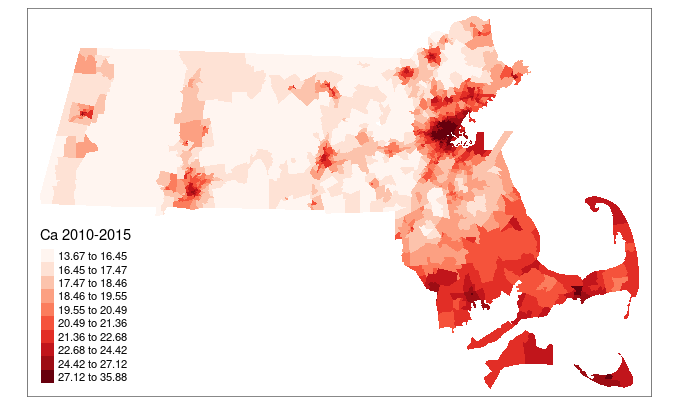 Ca 2010-2015
13.67 to 16.45
16.45 to 17.47
17.47 to 18.46
18.46 to 19.55
19.55 to 20.49
20.49 to 21.36
21.36 to 22.68
22.68 to 24.42
24.42 to 27.12
27.12 to 35.88